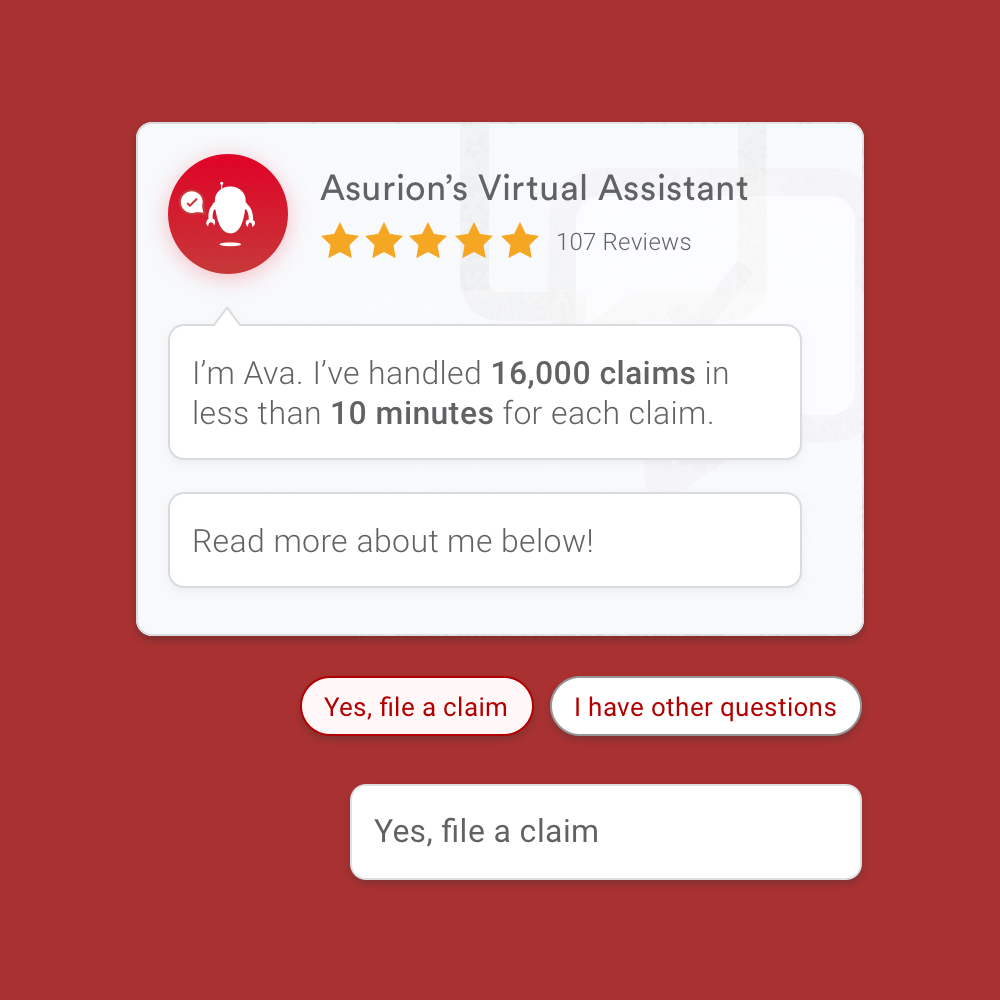 Asurion’s Virtual Assistant
107 Reviews
I’m Ava. I’ve handled 16,000 claims in
less than 10 minutes for each claim.
Read more about me below!
Yes, file a claim
I have other questions
Yes, file a claim